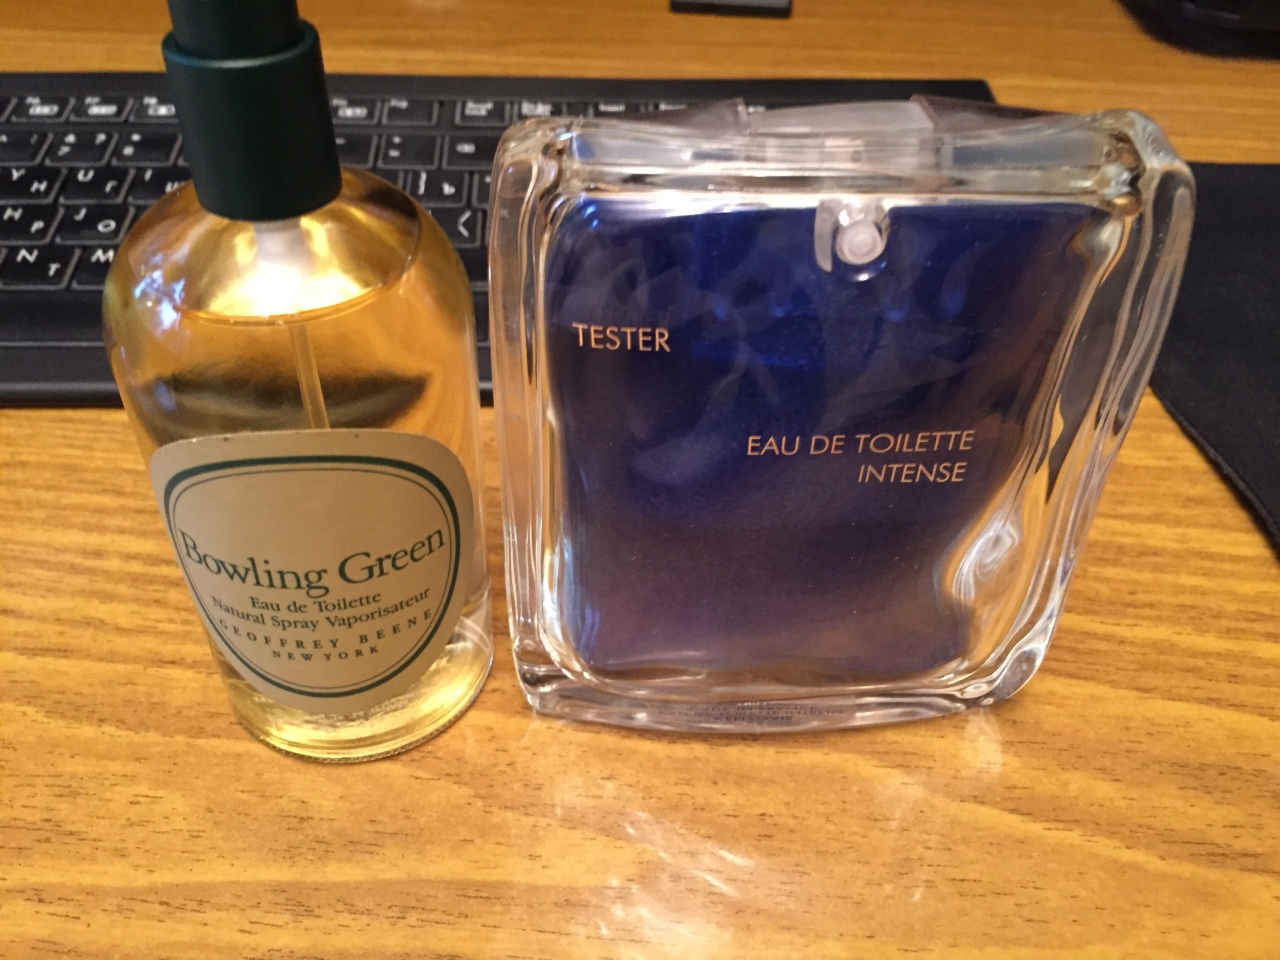 Bowling Green
Eau de Toilette
Natural Spray Vaporisateur
GEOFFREY BEENE
NEW YORK
TESTER
EAU DE TOILETTE
INTENSE